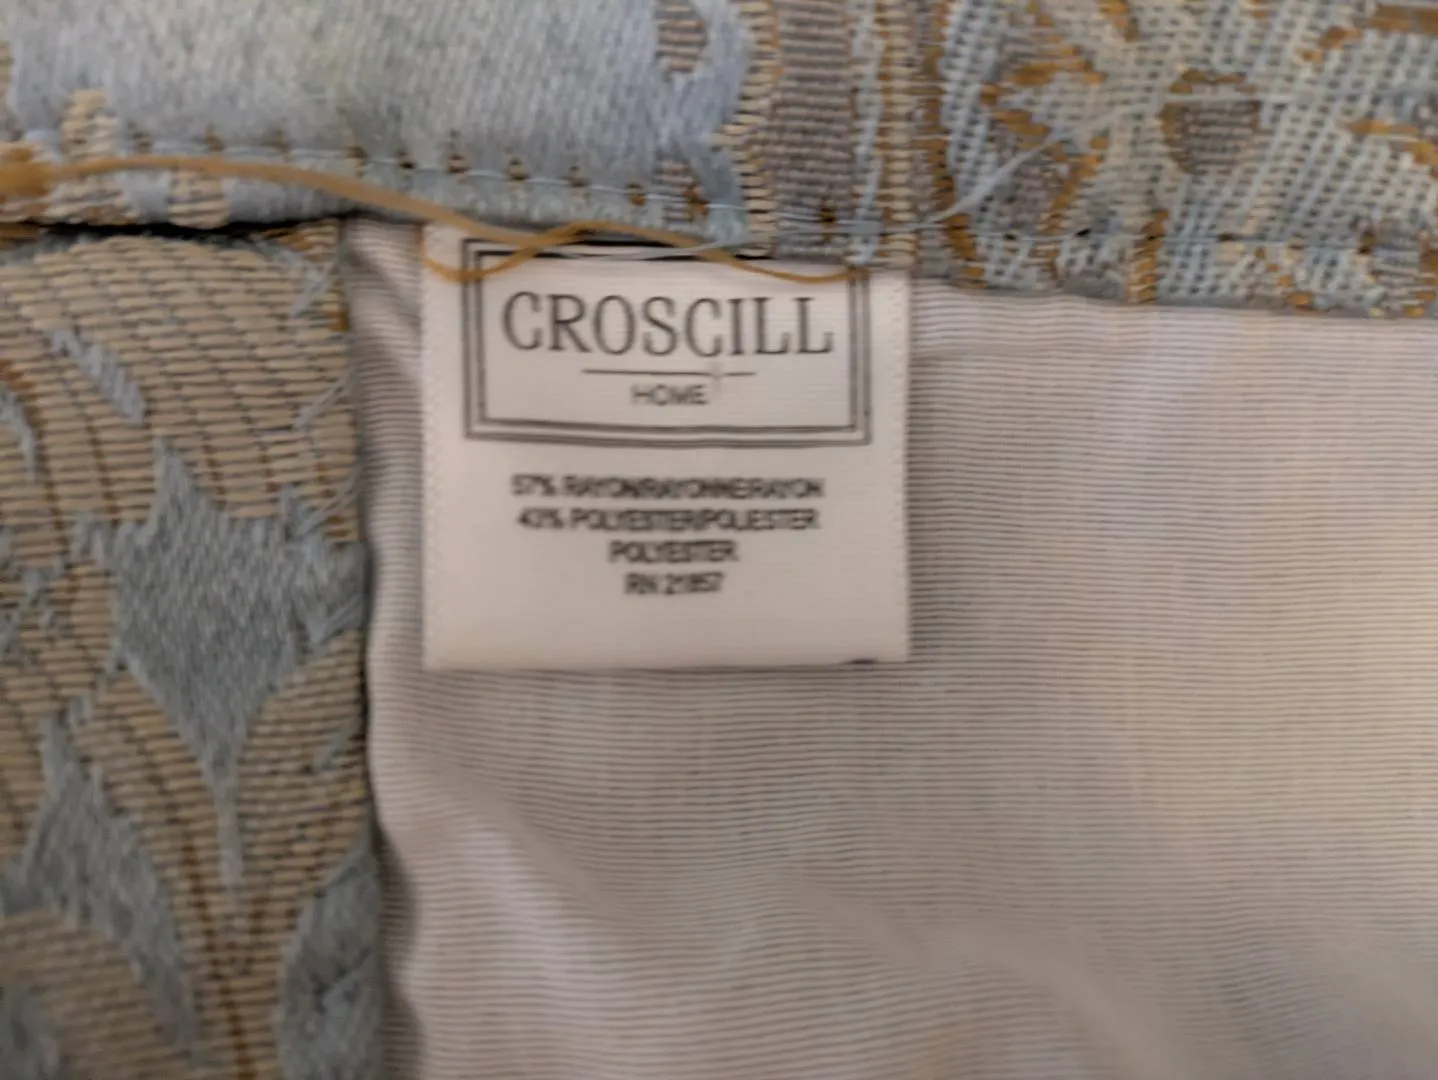 CROSCILL
HOME
57% RAYON/RAYONNE/RAYON
43% POLYESTER/POLIESTER
POLYESTER
RN 21857